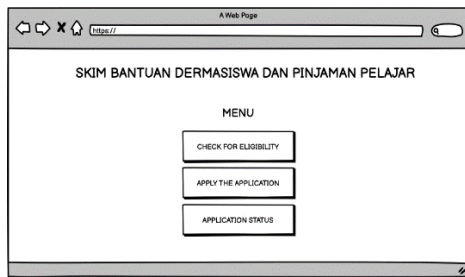 A Web Page
https://
SKIM BANTUAN DERMASISWA DAN PINJAMAN PELAJAR
MENU
CHECK FOR ELIGIBILITY
APPLY THE APPLICATION
APPLICATION STATUS